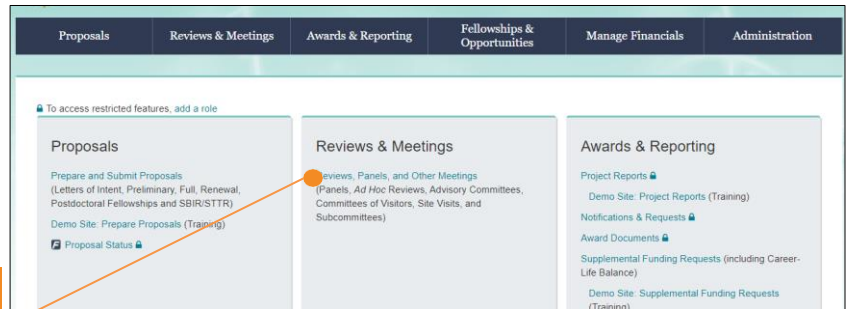 Proposals
Reviews & Meetings
Awards & Reporting
Fellowships &
Opportunities
Manage Financials
Administration
To access restricted features, add a role
Proposals
Prepare and Submit Proposals
(Letters of Intent, Preliminary, Full, Renewal,
Postdoctoral Fellowships and SBIR/STTR)
Demo Site: Prepare Proposals (Training)
Proposal Status
Reviews & Meetings
Reviews, Panels, and Other Meetings
(Panels, Ad Hoc Reviews, Advisory Committees,
Committees of Visitors, Site Visits, and
Subcommittees)
Awards & Reporting
Project Reports
Demo Site: Project Reports (Training)
Notifications & Requests
Award Documents
Supplemental Funding Requests (including Career-
Life Balance)
Demo Site: Supplemental Funding Requests
(Training)